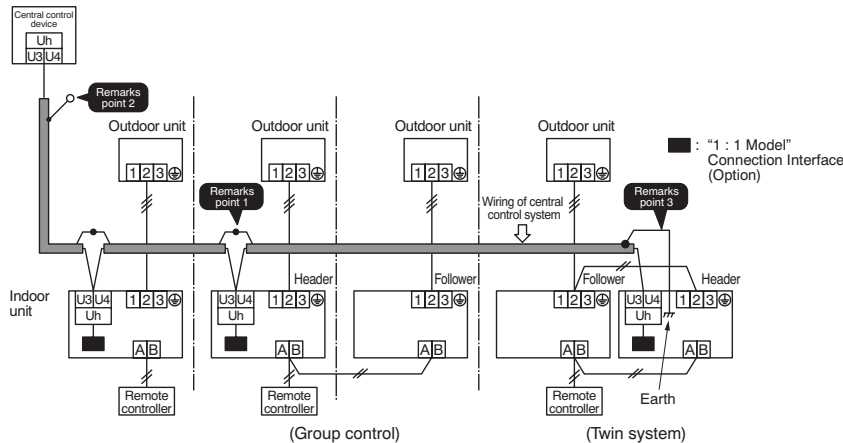 Central control
device
Uh
U3 U4
Remarks
point 2
Outdoor unit
Outdoor unit
Outdoor unit
Outdoor unit
1 2 3
1 2 3
1 2 3
1 2 3
: "1 : 1 Model"
Connection Interface
(Option)
Remarks
point 1
Wiring of central
control system
Remarks
point 3
Indoor
unit
U3 U4
Uh
1 2 3
A B
Remote
controller
Header
U3 U4
Uh
1 2 3
A B
Remote
controller
Follower
1 2 3
A B
Follower
1 2 3
A B
Remote
controller
Header
U3 U4
Uh
1 2 3
A B
Earth
(Group control)
(Twin system)